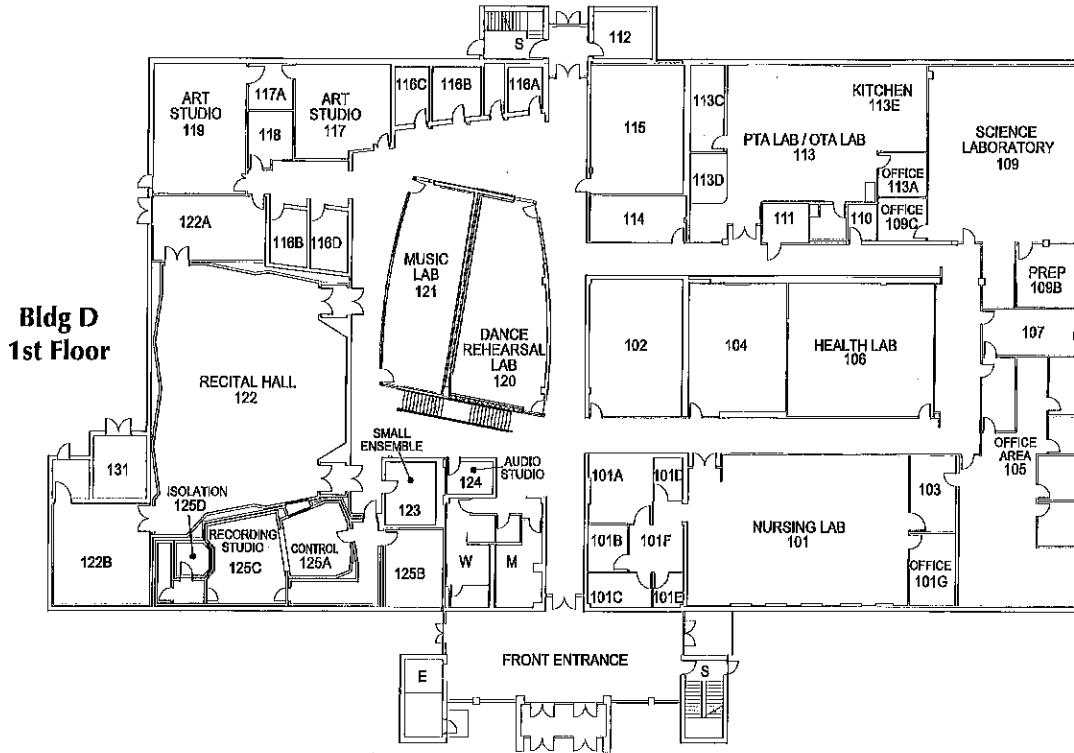 S
112
ART
STUDIO
119
117A
118
ART
STUDIO
117
116C
116B
116A
115
113C
KITCHEN
113E
PTA LAB / OTA LAB
113
SCIENCE
LABORATORY
109
113D
OFFICE
113A
OFFICE
109C
122A
116B
116D
114
111
110
MUSIC
LAB
121
PREP
109B
Bldg D
1st Floor
RECITAL HALL
122
DANCE
REHEARSAL
LAB
120
102
104
HEALTH LAB
106
107
SMALL
ENSEMBLE
OFFICE
AREA
105
131
ISOLATION
125D
AUDIO
STUDIO
124
101A
101D
103
123
122B
RECORDING
STUDIO
125C
CONTROL
125A
125B
W
M
101B
101F
NURSING LAB
101
OFFICE
101G
101C
101E
FRONT ENTRANCE
E
S